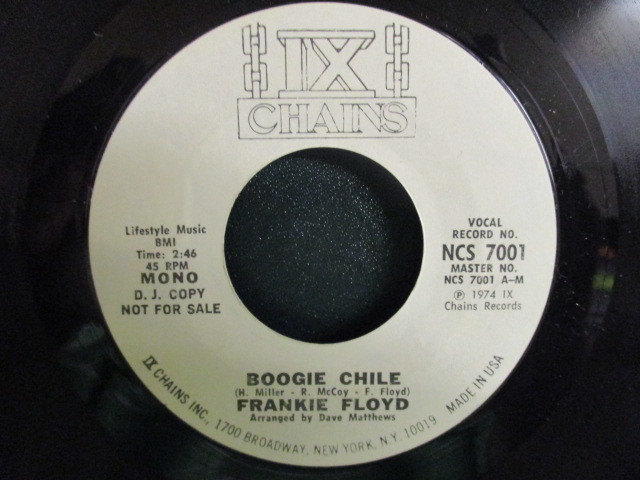 IX
CHAINS
Lifestyle Music
BMI
Time: 2:46
45 RPM
MONO
D.J. COPY
NOT FOR SALE
VOCAL
RECORD NO.
NCS 7001
MASTER NO.
NCS 7001 A-M
Ⓟ 1974 IX
Chains Records
BOOGIE CHILE
(H. Miller - R. McCoy - F. Floyd)
FRANKIE FLOYD
Arranged by Dave Matthews
IX CHAINS INC, 1700 BROADWAY, NEW YORK, N.Y. 10019 MADE IN USA